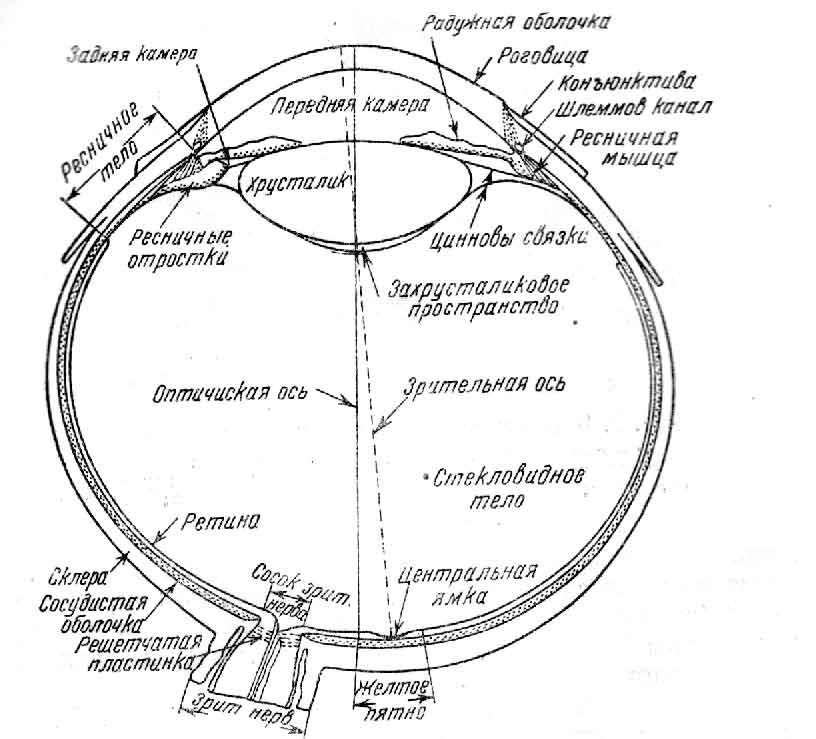 Задняя камера
Радужная оболочка
Роговица
Конъюнктива
Шлеммов канал
Ресничная
мышца
Передняя камера
Ресничное
тело
Хрусталик
Ресничные
отростки
Цинновы связки
Захрусталиковое
пространство
Оптичиская ось
Зрительная ось
Стекловидное
тело
Ретина
Склера
Сосудистая
оболочка
Решетчатая
пластинка
Сосок зрит.
нерва
Центральная
ямка
Зрит нерв
Желтое
пятно